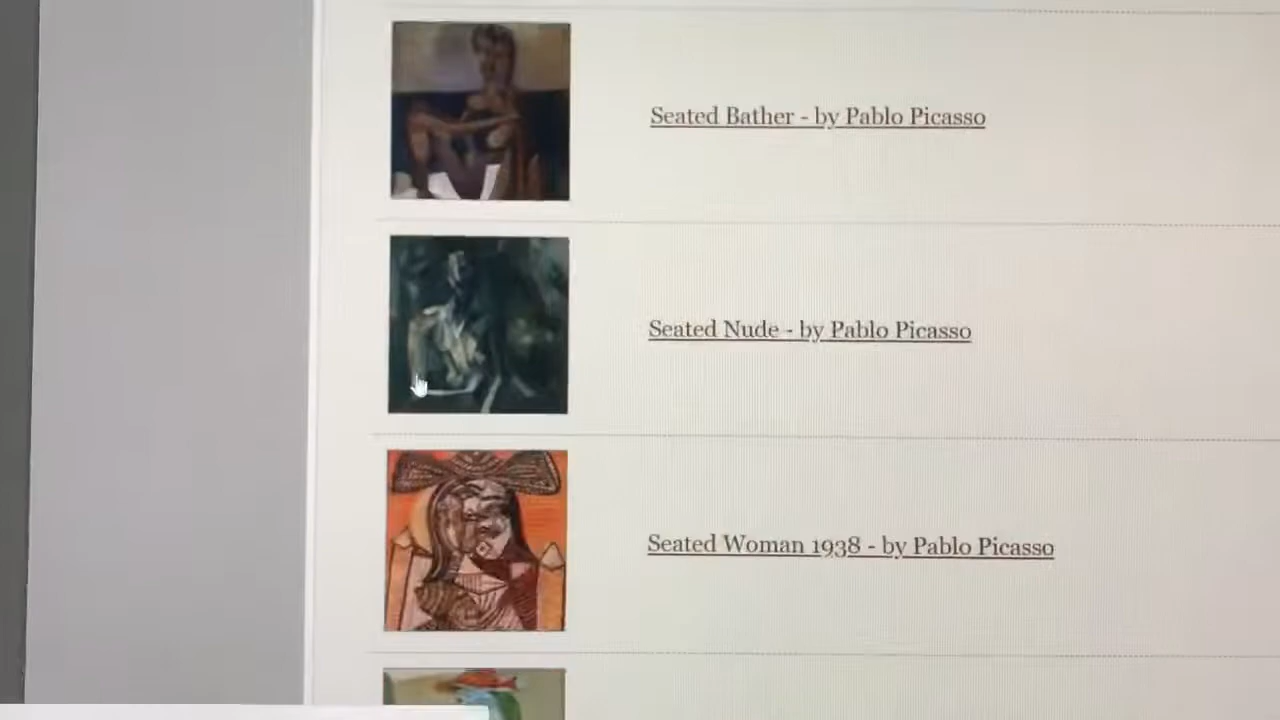 Seated Bather - by Pablo Picasso
Seated Nude - by Pablo Picasso
Seated Woman 1938 - by Pablo Picasso